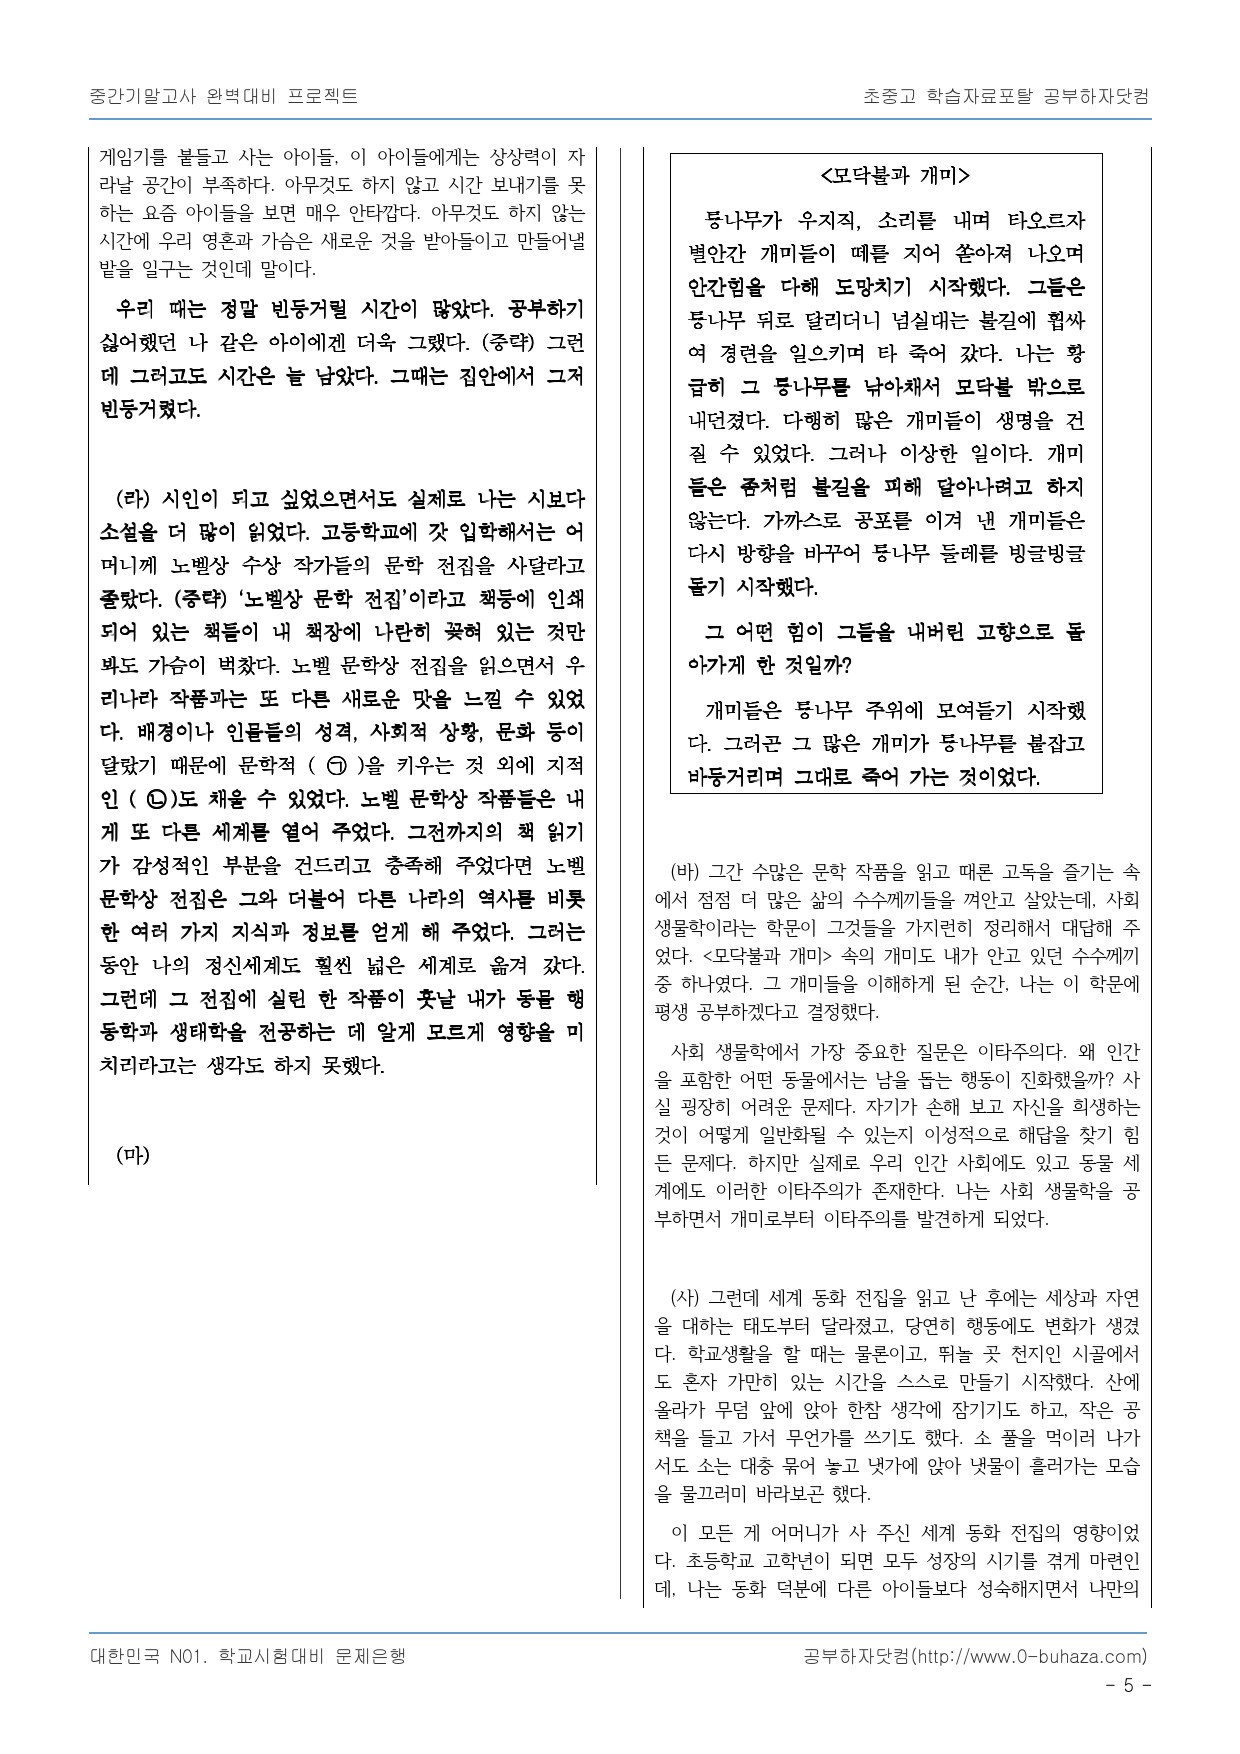 중간기말고사 완벽대비 프로젝트
초중고 학습자료포탈 공부하자닷컴
게임기를 붙들고 사는 아이들, 이 아이들에게는 상상력이 자
라날 공간이 부족하다. 아무것도 하지 않고 시간 보내기를 못
하는 요즘 아이들을 보면 매우 안타깝다. 아무것도 하지 않는
시간에 우리 영혼과 가슴은 새로운 것을 받아들이고 만들어낼
밭을 일구는 것인데 말이다.
우리 때는 정말 빈둥거릴 시간이 많았다. 공부하기
싫어했던 나 같은 아이에겐 더욱 그랬다. (중략) 그런
데 그러고도 시간은 늘 남았다. 그때는 집안에서 그저
빈둥거렸다.
(라) 시인이 되고 싶었으면서도 실제로 나는 시보다
소설을 더 많이 읽었다. 고등학교에 갓 입학해서는 어
머니께 노벨상 수상 작가들의 문학 전집을 사달라고
졸랐다. (중략) ‘노벨상 문학 전집’이라고 책등에 인쇄
되어 있는 책들이 내 책장에 나란히 꽂혀 있는 것만
봐도 가슴이 벅찼다. 노벨 문학상 전집을 읽으면서 우
리나라 작품과는 또 다른 새로운 맛을 느낄 수 있었
다. 배경이나 인물들의 성격, 사회적 상황, 문화 등이
달랐기 때문에 문학적 ( ㉠ )을 키우는 것 외에 지적
인 ( ㉡)도 채울 수 있었다. 노벨 문학상 작품들은 내
게 또 다른 세계를 열어 주었다. 그전까지의 책 읽기
가 감성적인 부분을 건드리고 충족해 주었다면 노벨
문학상 전집은 그와 더불어 다른 나라의 역사를 비롯
한 여러 가지 지식과 정보를 얻게 해 주었다. 그러는
동안 나의 정신세계도 훨씬 넓은 세계로 옮겨 갔다.
그런데 그 전집에 실린 한 작품이 훗날 내가 동물 행
동학과 생태학을 전공하는 데 알게 모르게 영향을 미
치리라고는 생각도 하지 못했다.
(마)
<모닥불과 개미>
통나무가 우지직, 소리를 내며 타오르자
별안간 개미들이 떼를 지어 쏟아져 나오며
안간힘을 다해 도망치기 시작했다. 그들은
통나무 뒤로 달리더니 넘실대는 불길에 휩싸
여 경련을 일으키며 타 죽어 갔다. 나는 황
급히 그 통나무를 낚아채서 모닥불 밖으로
내던졌다. 다행히 많은 개미들이 생명을 건
질 수 있었다. 그러나 이상한 일이다. 개미
들은 좀처럼 불길을 피해 달아나려고 하지
않는다. 가까스로 공포를 이겨 낸 개미들은
다시 방향을 바꾸어 통나무 둘레를 빙글빙글
돌기 시작했다.
그 어떤 힘이 그들을 내버린 고향으로 돌
아가게 한 것일까?
개미들은 통나무 주위에 모여들기 시작했
다. 그러곤 그 많은 개미가 통나무를 붙잡고
바둥거리며 그대로 죽어 가는 것이었다.
(바) 그간 수많은 문학 작품을 읽고 때론 고독을 즐기는 속
에서 점점 더 많은 삶의 수수께끼들을 껴안고 살았는데, 사회
생물학이라는 학문이 그것들을 가지런히 정리해서 대답해 주
었다. <모닥불과 개미> 속의 개미도 내가 안고 있던 수수께끼
중 하나였다. 그 개미들을 이해하게 된 순간, 나는 이 학문에
평생 공부하겠다고 결정했다.
사회 생물학에서 가장 중요한 질문은 이타주의다. 왜 인간
을 포함한 어떤 동물에서는 남을 돕는 행동이 진화했을까? 사
실 굉장히 어려운 문제다. 자기가 손해 보고 자신을 희생하는
것이 어떻게 일반화될 수 있는지 이성적으로 해답을 찾기 힘
든 문제다. 하지만 실제로 우리 인간 사회에도 있고 동물 세
계에도 이러한 이타주의가 존재한다. 나는 사회 생물학을 공
부하면서 개미로부터 이타주의를 발견하게 되었다.
(사) 그런데 세계 동화 전집을 읽고 난 후에는 세상과 자연
을 대하는 태도부터 달라졌고, 당연히 행동에도 변화가 생겼
다. 학교생활을 할 때는 물론이고, 뛰놀 곳 천지인 시골에서
도 혼자 가만히 있는 시간을 스스로 만들기 시작했다. 산에
올라가 무덤 앞에 앉아 한참 생각에 잠기기도 하고, 작은 공
책을 들고 가서 무언가를 쓰기도 했다. 소 풀을 먹이러 나가
서도 소는 대충 묶어 놓고 냇가에 앉아 냇물이 흘러가는 모습
을 물끄러미 바라보곤 했다.
이 모든 게 어머니가 사 주신 세계 동화 전집의 영향이었
다. 초등학교 고학년이 되면 모두 성장의 시기를 겪게 마련인
데, 나는 동화 덕분에 다른 아이들보다 성숙해지면서 나만의
대한민국 N01. 학교시험대비 문제은행
공부하자닷컴(http://www.0-buhaza.com)
- 5 -